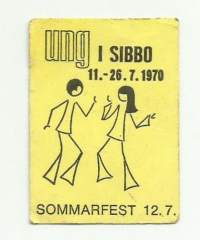 ung I SIBBO
11.-26.7.1970
SOMMARFEST 12.7.